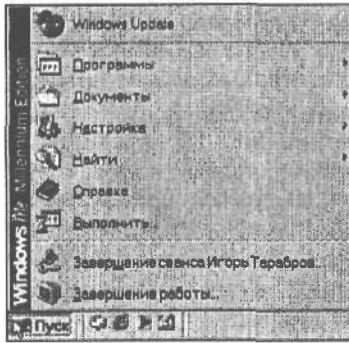 Windows Update
Программы
Документы
Настройка
Найти
Справка
Выполнить...
Завершение сеанса Игорь Тарабров...
Завершение работы...
Windows Me Millennium Edition
Пуск